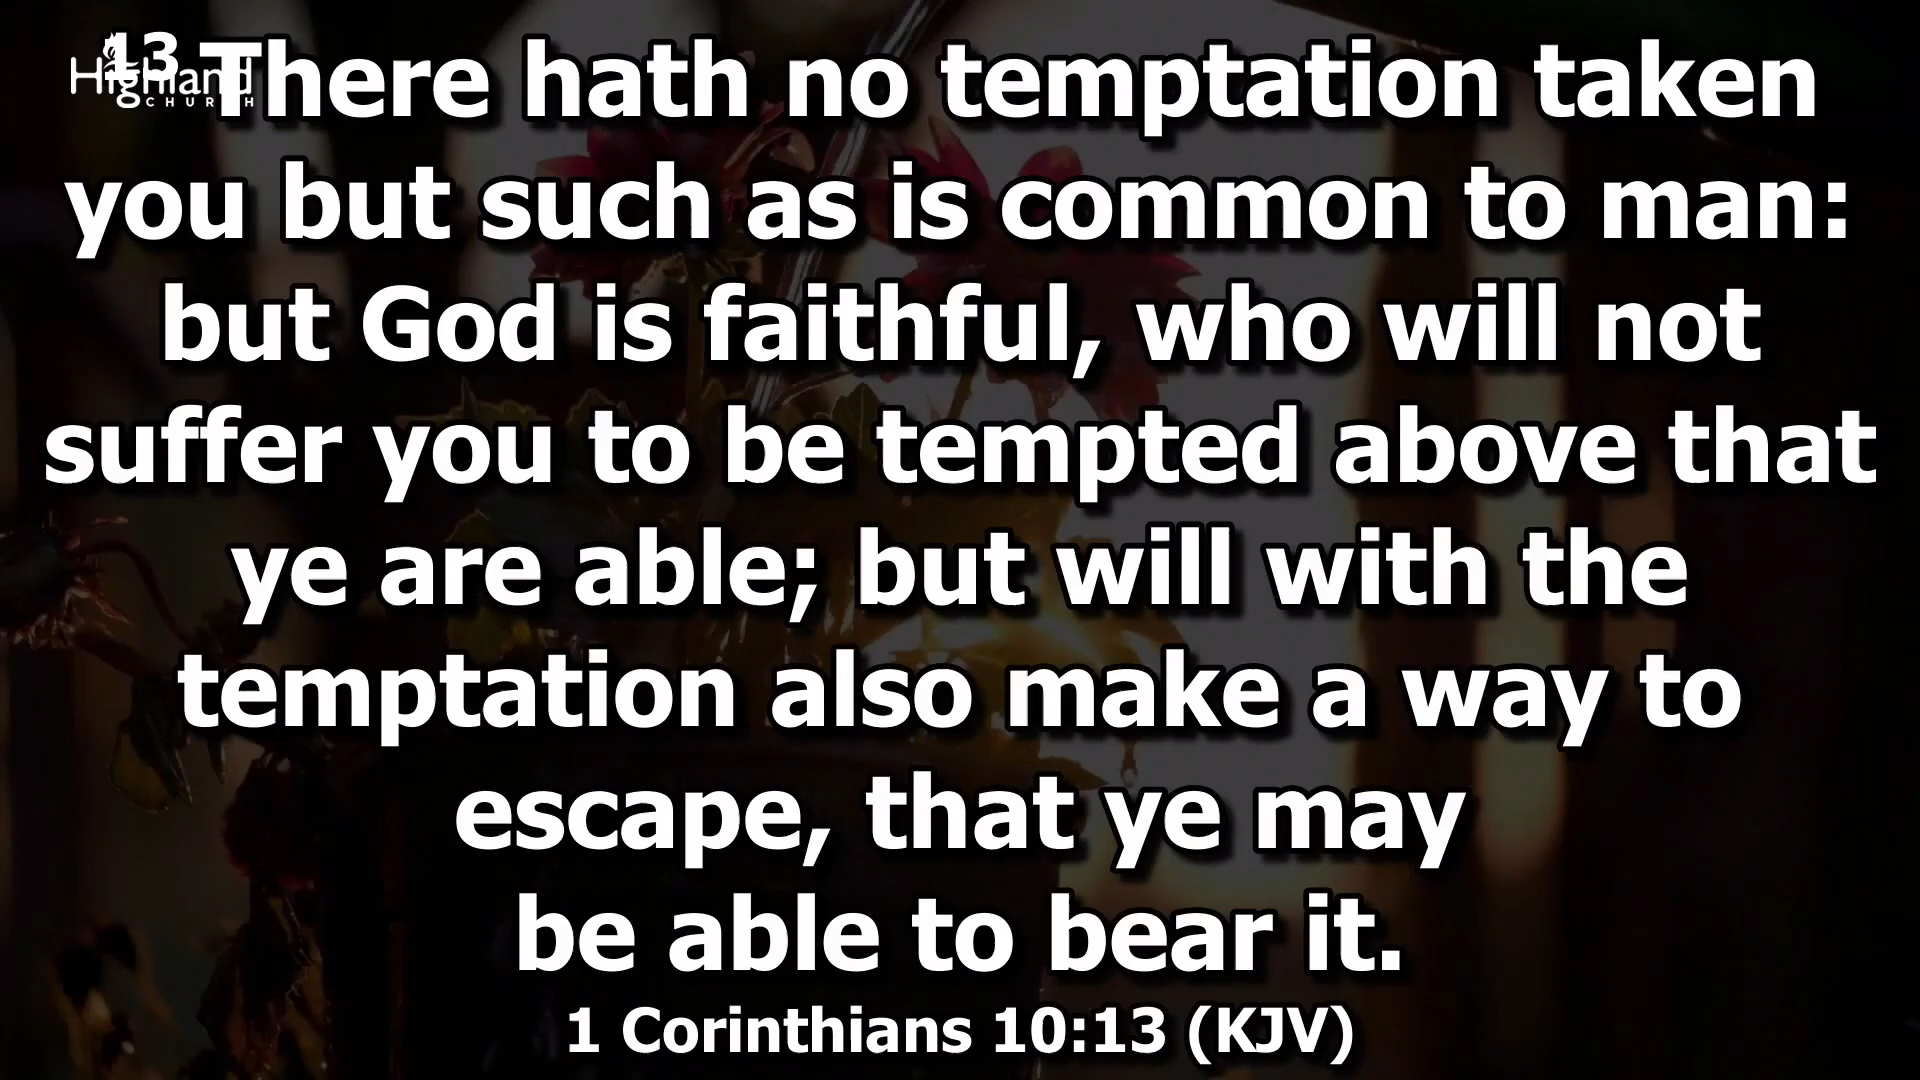 Highland
CHURCH
13 There hath no temptation taken
you but such as is common to man:
but God is faithful, who will not
suffer you to be tempted above that
ye are able; but will with the
temptation also make a way to
escape, that ye may
be able to bear it.
1 Corinthians 10:13 (KJV)